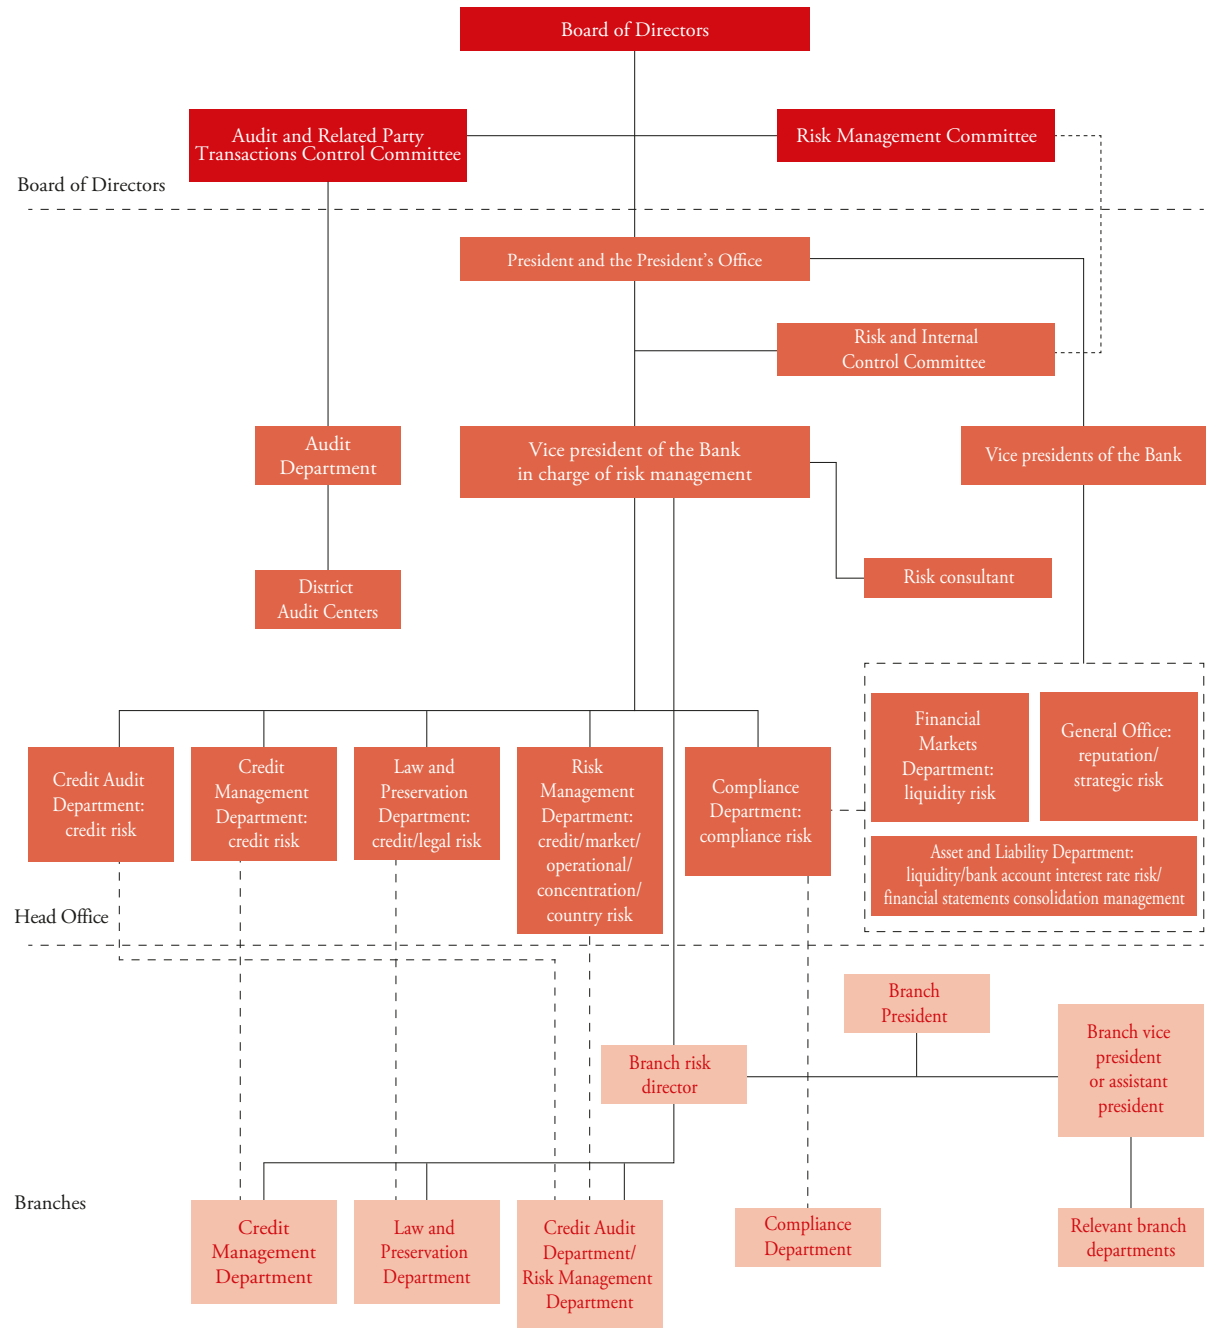 Board of Directors
Audit and Related Party
Transactions Control Committee
Risk Management Committee
Board of Directors
President and the President’s Office
Risk and Internal
Control Committee
Audit
Department
Vice president of the Bank
in charge of risk management
Vice presidents of the Bank
District
Audit Centers
Risk consultant
Credit Audit
Department:
credit risk
Credit
Management
Department:
credit risk
Law and
Preservation
Department:
credit/legal risk
Risk
Management
Department:
credit/market/
operational/
concentration/
country risk
Compliance
Department:
compliance risk
Financial
Markets
Department:
liquidity risk
General Office:
reputation/
strategic risk
Asset and Liability Department:
liquidity/bank account interest rate risk/
financial statements consolidation management
Head Office
Branch
President
Branch risk
director
Branch vice
president
or assistant
president
Branches
Credit
Management
Department
Law and
Preservation
Department
Credit Audit
Department/
Risk Management
Department
Compliance
Department
Relevant branch
departments